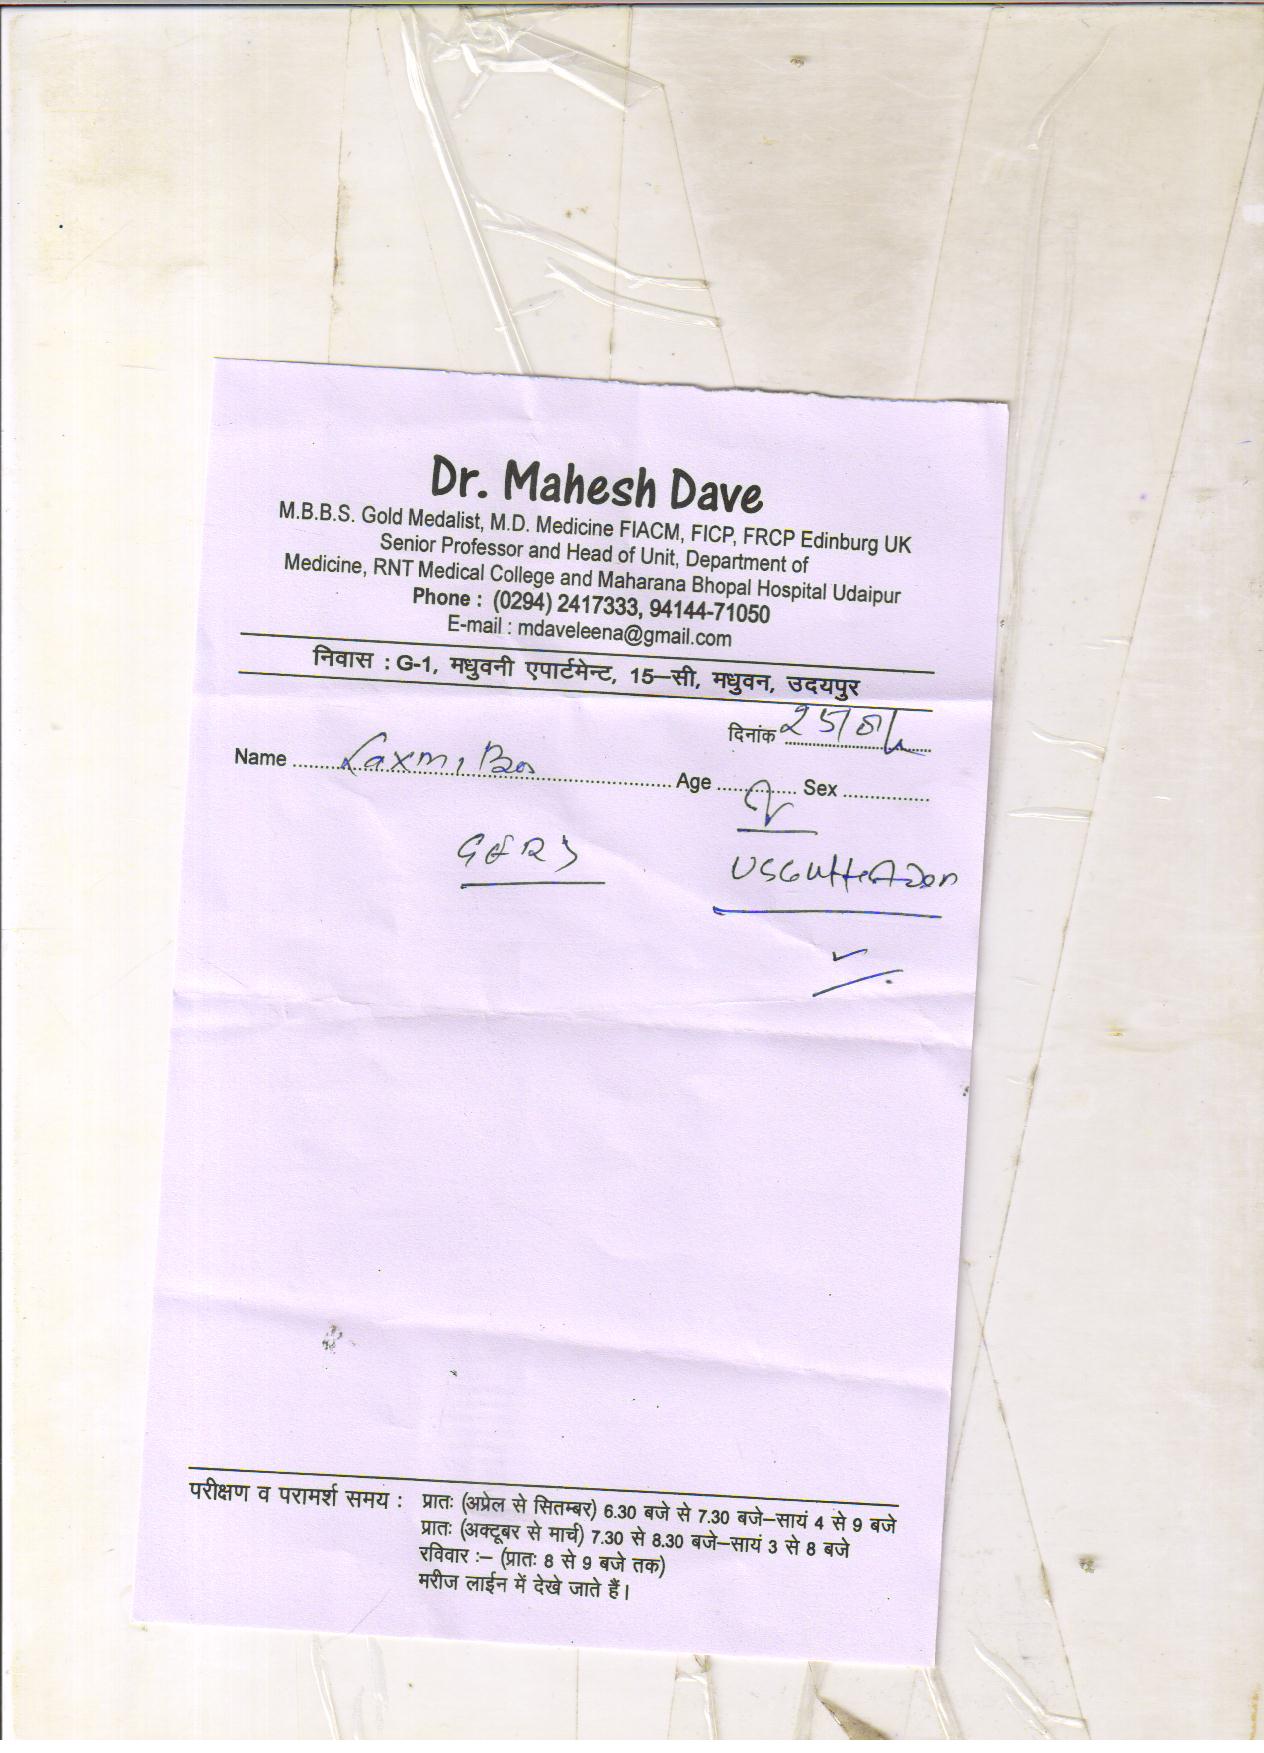 Dr. Mahesh Dave
M.B.B.S. Gold Medalist, M.D. Medicine FIACM, FICP, FRCP Edinburg UK
Senior Professor and Head of Unit, Department of
Medicine, RNT Medical College and Maharana Bhopal Hospital Udaipur
Phone : (0294) 2417333, 94144-71050
E-mail : mdaveleena@gmail.com
निवास : G-1, मधुवनी एपार्टमेन्ट, 15–सी, मधुवन, उदयपुर
दिनांक
Name Laxmi Age Sex
परीक्षण व परामर्श समय : प्रातः (अप्रेल से सितम्बर) 6.30 बजे से 7.30 बजे–सायं 4 से 9 बजे
प्रातः (अक्टूबर से मार्च) 7.30 से 8.30 बजे–सायं 3 से 8 बजे
रविवार :– (प्रातः 8 से 9 बजे तक)
मरीज लाईन में देखे जाते हैं।